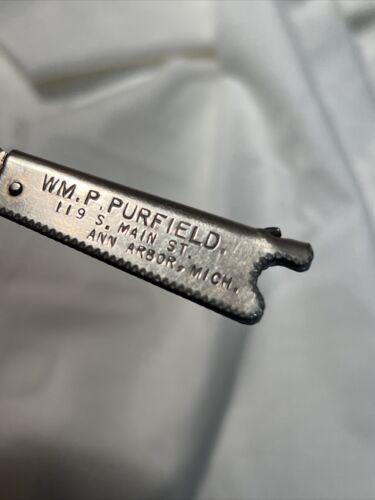 WM. P. PURFIELD.
119 S. MAIN ST.
ANN ARBOR, MICH.